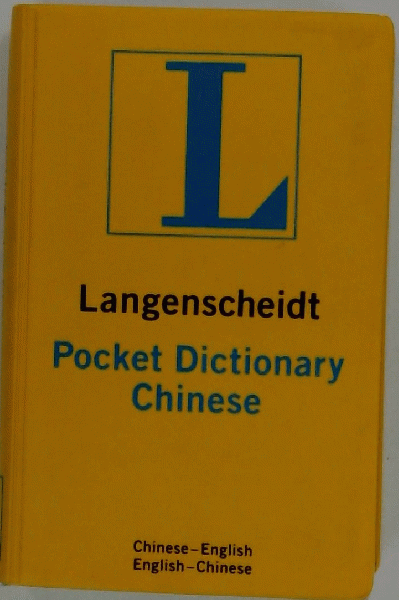 L
Langenscheidt
Pocket Dictionary
Chinese
Chinese–English
English–Chinese